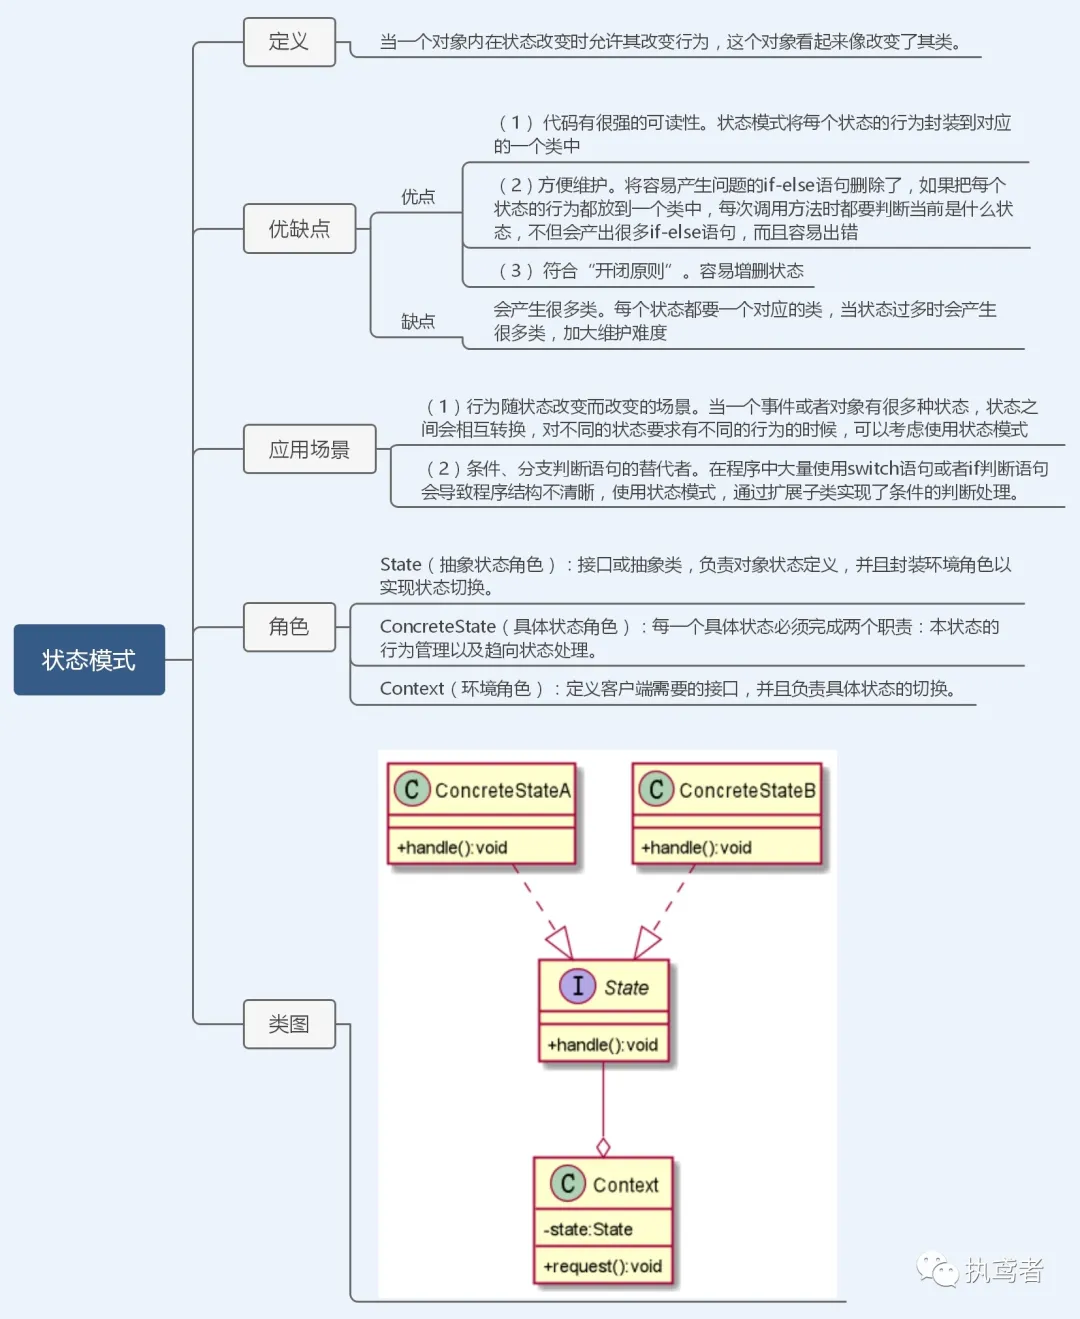 定义
当一个对象内在状态改变时允许其改变行为，这个对象看起来像改变了其类。
优缺点
优点
（1） 代码有很强的可读性。状态模式将每个状态的行为封装到对应
的一个类中
（2）方便维护。将容易产生问题的if-else语句删除了，如果把每个
状态的行为都放到一个类中，每次调用方法时都要判断当前是什么状
态，不但会产出很多if-else语句，而且容易出错
（3） 符合“开闭原则”。容易增删状态
缺点
会产生很多类。每个状态都要一个对应的类，当状态过多时会产生
很多类，加大维护难度
应用场景
（1）行为随状态改变而改变的场景。当一个事件或者对象有很多种状态，状态之
间会相互转换，对不同的状态要求有不同的行为的时候，可以考虑使用状态模式
（2）条件、分支判断语句的替代者。在程序中大量使用switch语句或者if判断语句
会导致程序结构不清晰，使用状态模式，通过扩展子类实现了条件的判断处理。
状态模式
角色
State（抽象状态角色）：接口或抽象类，负责对象状态定义，并且封装环境角色以
实现状态切换。
ConcreteState（具体状态角色）：每一个具体状态必须完成两个职责：本状态的
行为管理以及趋向状态处理。
Context（环境角色）：定义客户端需要的接口，并且负责具体状态的切换。
类图
C ConcreteStateA
+handle():void
C ConcreteStateB
+handle():void
I State
+handle():void
C Context
-state:State
+request():void
执鸢者